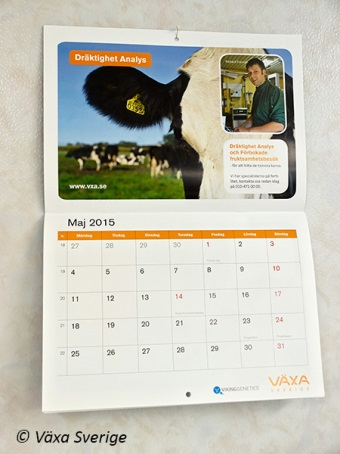 Dräktighet Analys
Dräktighet Analys
och Förbokade
fruktsamhetsbesök
www.vxa.se
Maj 2015
Måndag Tisdag Onsdag Torsdag Fredag Lördag Söndag
18 27 28 29 30 1 2 3
19 4 5 6 7 8 9 10
20 11 12 13 14 15 16 17
21 18 19 20 21 22 23 24
22 25 26 27 28 29 30 31
VIKINGGENETICS
VÄXA
SVERIGE
© Växa Sverige